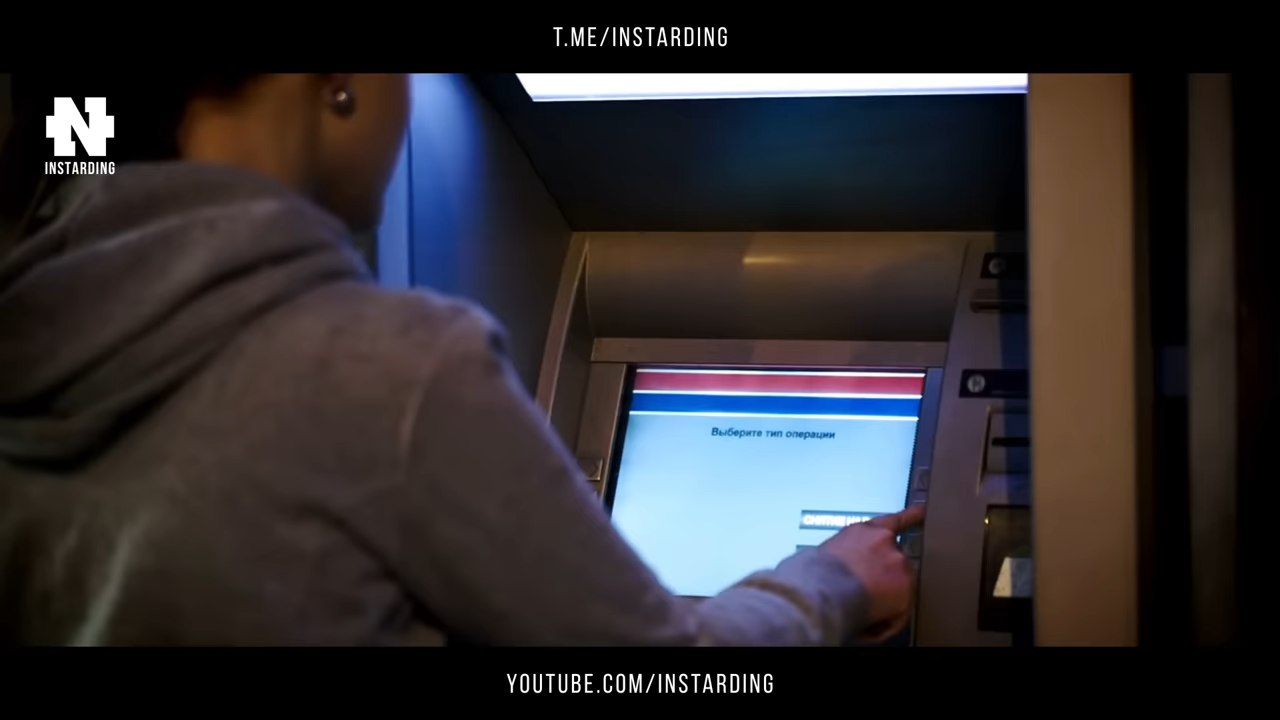 T.ME/INSTARDING
N
INSTARDING
Выберите тип операции
YOUTUBE.COM/INSTARDING